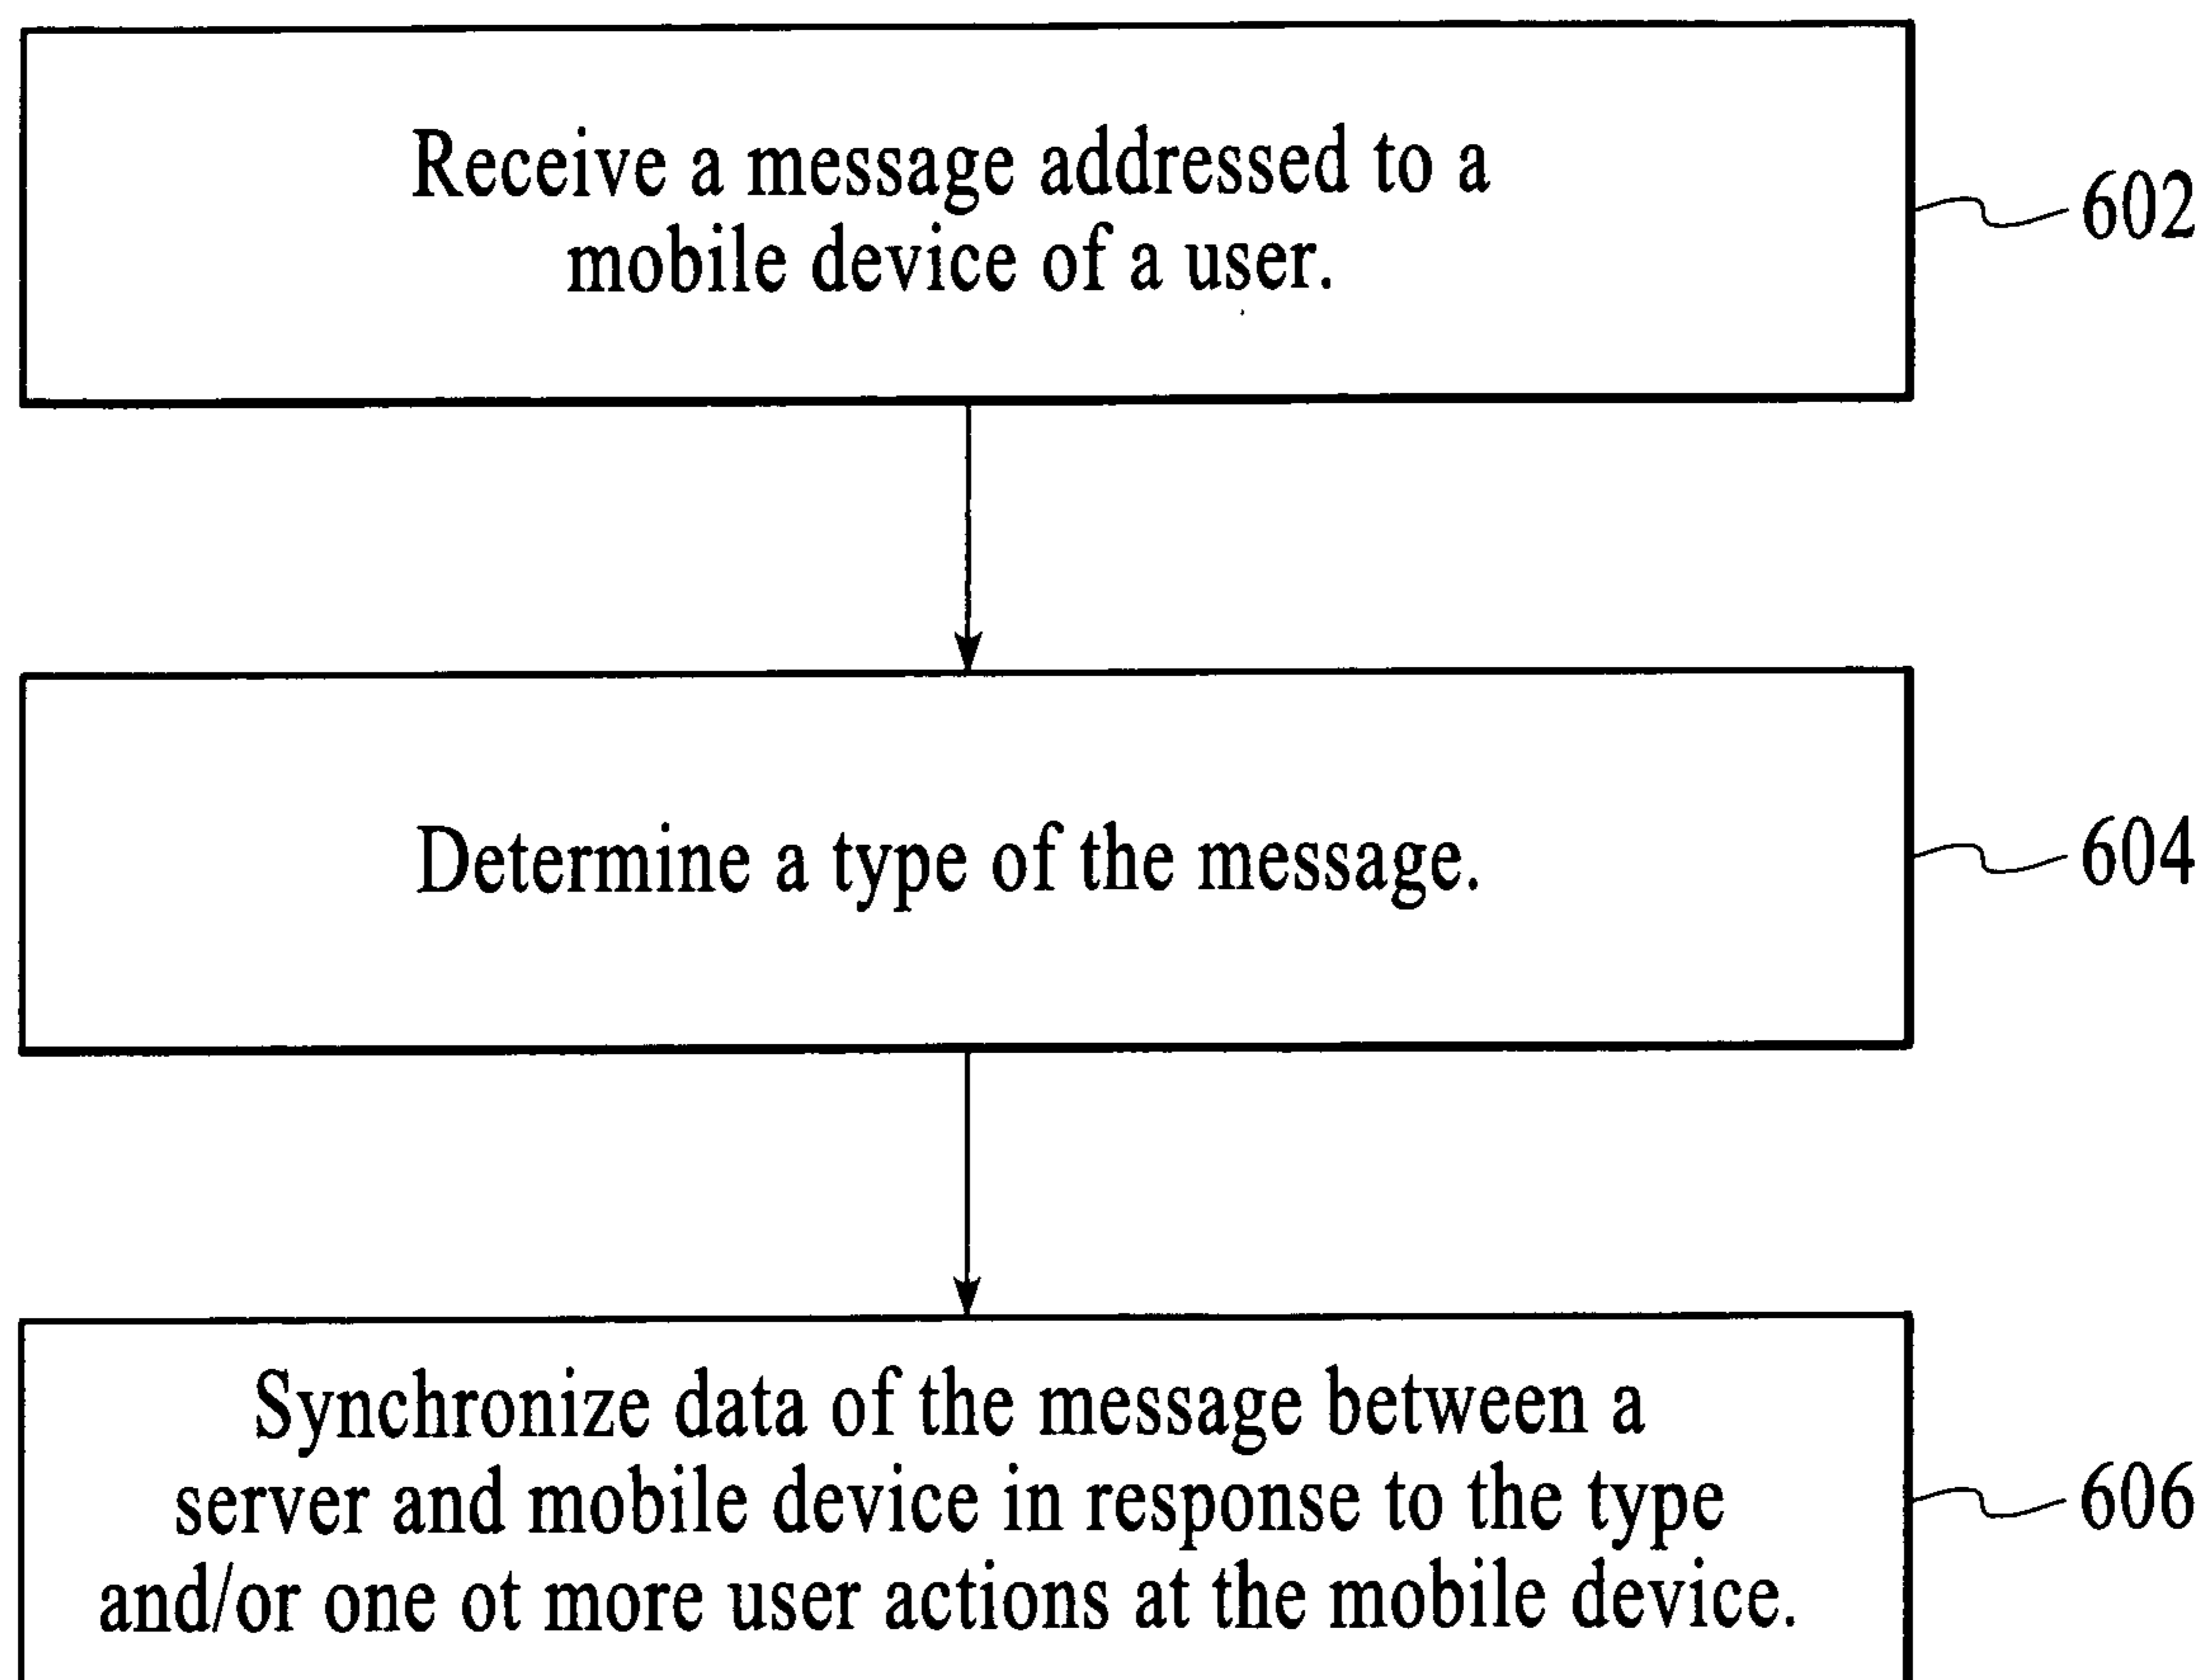 Receive a message addressed to a
mobile device of a user.
602
Determine a type of the message.
604
Synchronize data of the message between a
server and mobile device in response to the type
and/or one ot more user actions at the mobile device.
606